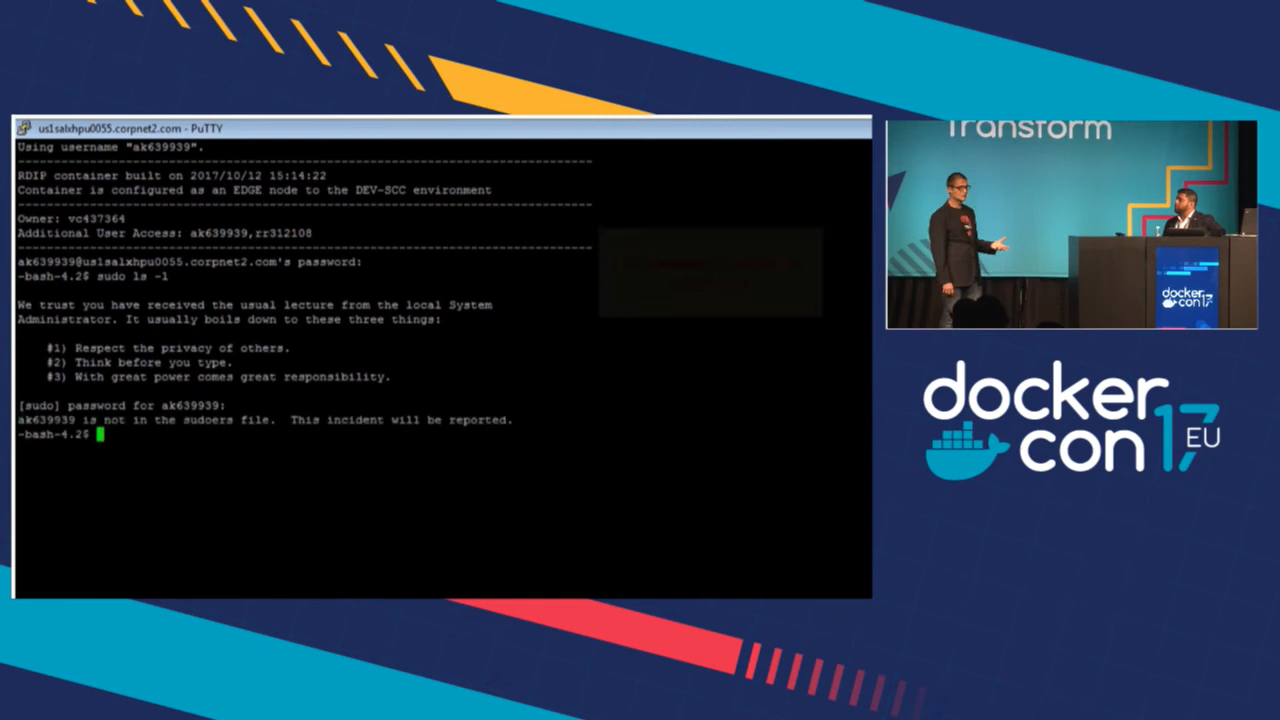 us1salxhpu0055.corpnet2.com - PuTTY
Using username "ak639939".
--------------------------------------------------------------------------------
RDIP container built on 2017/10/12 15:14:22
Container is configured as an EDGE node to the DEV-SCC environment
--------------------------------------------------------------------------------
Owner: vc437364
Additional User Access: ak639939,rr312108
--------------------------------------------------------------------------------
ak639939@us1salxhpu0055.corpnet2.com's password:
-bash-4.2$ sudo ls -l
We trust you have received the usual lecture from the local System
Administrator. It usually boils down to these three things:
#1) Respect the privacy of others.
#2) Think before you type.
#3) With great power comes great responsibility.
[sudo] password for ak639939:
ak639939 is not in the sudoers file.  This incident will be reported.
-bash-4.2$
Transform
docker
con 17
docker
con 17 EU